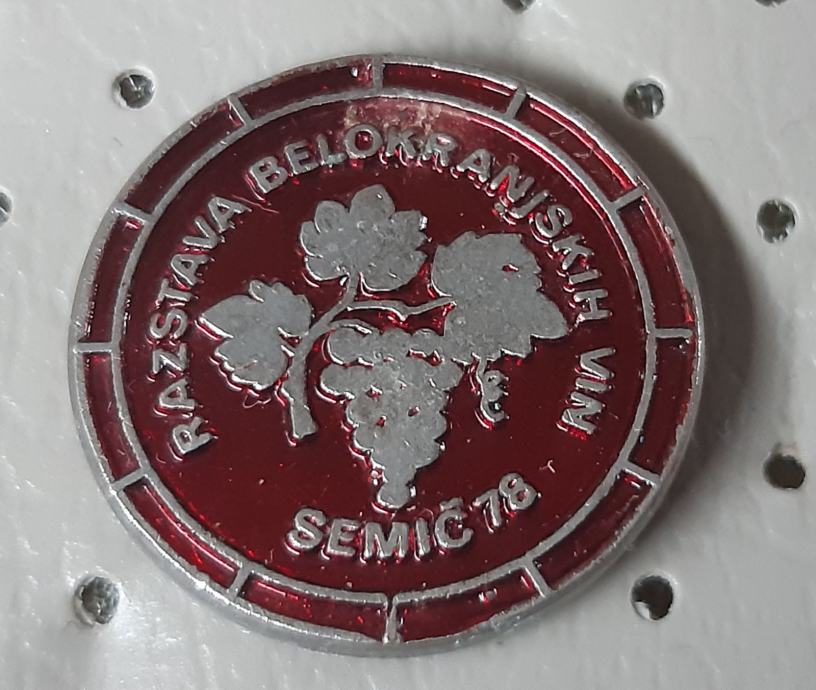 RAZSTAVA BELOKRANJSKIH VIN
SEMIČ 78